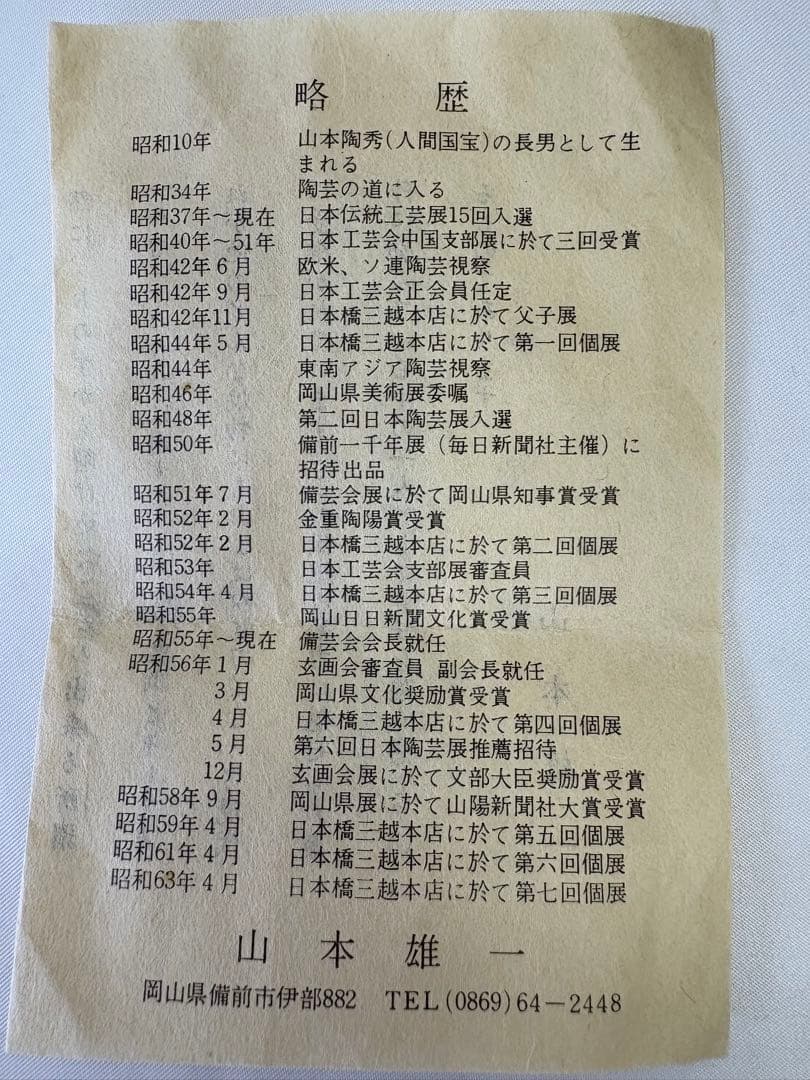 略歴
昭和10年 山本陶秀(人間国宝)の長男として生
まれる
昭和34年 陶芸の道に入る
昭和37年～現在 日本伝統工芸展15回入選
昭和40年～51年 日本工芸会中国支部展に於て三回受賞
昭和42年6月 欧米、ソ連陶芸視察
昭和42年9月 日本工芸会正会員任定
昭和42年11月 日本橋三越本店に於て父子展
昭和44年5月 日本橋三越本店に於て第一回個展
昭和44年 東南アジア陶芸視察
昭和46年 岡山県美術展委嘱
昭和48年 第二回日本陶芸展入選
昭和50年 備前一千年展（毎日新聞社主催）に
招待出品
昭和51年7月 備芸会展に於て岡山県知事賞受賞
昭和52年2月 金重陶陽賞受賞
昭和52年2月 日本橋三越本店に於て第二回個展
昭和53年 日本工芸会支部展審査員
昭和54年4月 日本橋三越本店に於て第三回個展
昭和55年 岡山日日新聞文化賞受賞
昭和55年～現在 備芸会会長就任
昭和56年1月 玄画会審査員 副会長就任
3月 岡山県文化奨励賞受賞
4月 日本橋三越本店に於て第四回個展
5月 第六回日本陶芸展推薦招待
12月 玄画会展に於て文部大臣奨励賞受賞
昭和58年9月 岡山県展に於て山陽新聞社大賞受賞
昭和59年4月 日本橋三越本店に於て第五回個展
昭和61年4月 日本橋三越本店に於て第六回個展
昭和63年4月 日本橋三越本店に於て第七回個展
山本雄一
岡山県備前市伊部882 TEL(0869)64-2448